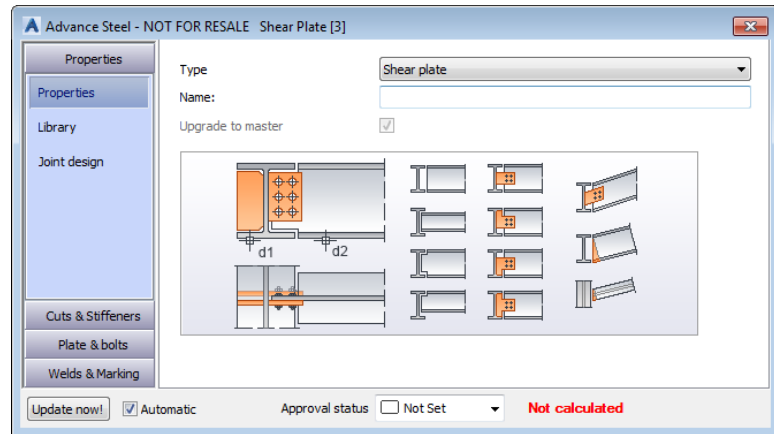 Advance Steel - NOT FOR RESALE Shear Plate [3]
Properties
Properties
Library
Joint design
Cuts & Stiffeners
Plate & bolts
Welds & Marking
Type Shear plate
Name:
Upgrade to master
d1 d2
Update now! Automatic Approval status Not Set Not calculated